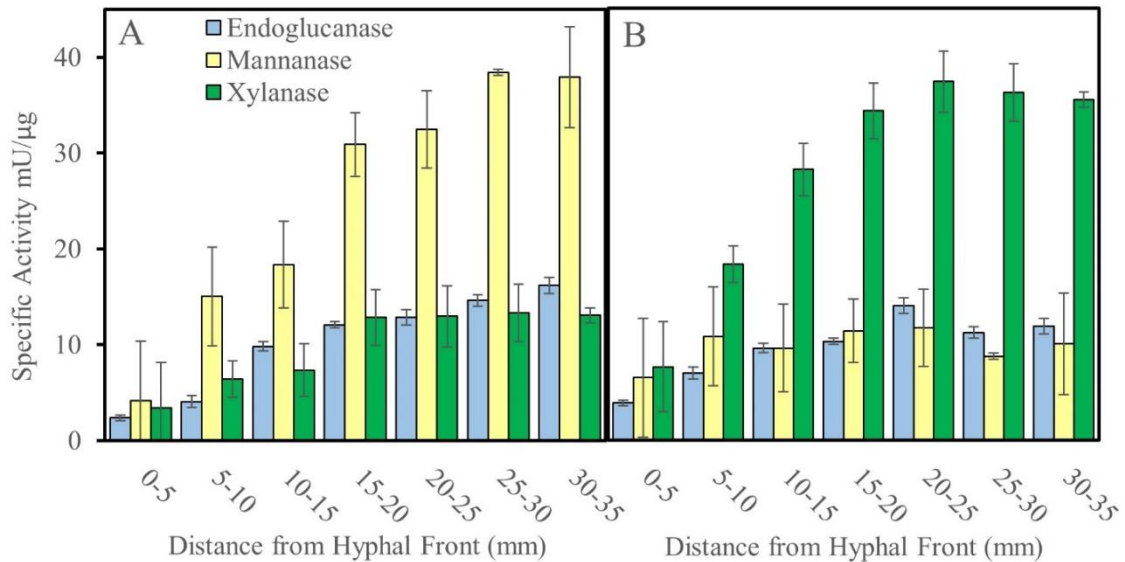 A
Endoglucanase
Mannanase
Xylanase
B
Specific Activity mU/µg
40
30
20
10
0
0-5
5-10
10-15
15-20
20-25
25-30
30-35
0-5
5-10
10-15
15-20
20-25
25-30
30-35
Distance from Hyphal Front (mm)
Distance from Hyphal Front (mm)